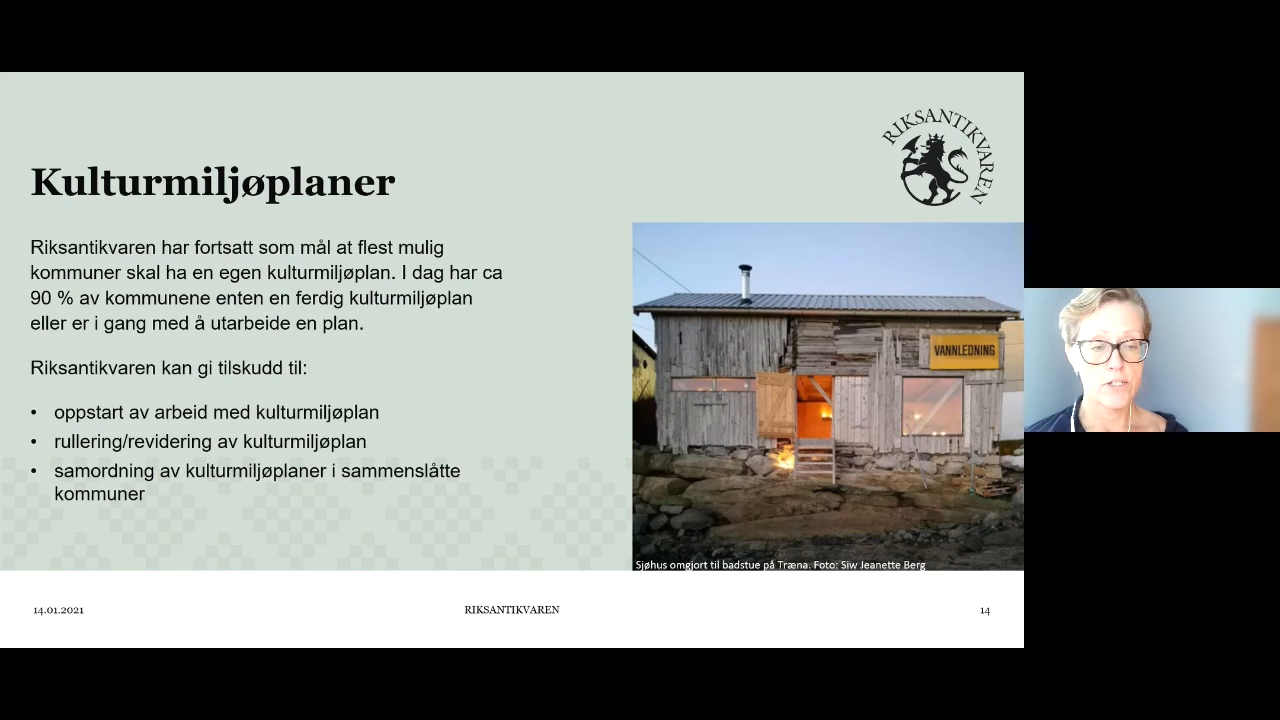 RIKSANTIKVAREN
Kulturmiljøplaner
Riksantikvaren har fortsatt som mål at flest mulig
kommuner skal ha en egen kulturmiljøplan. I dag har ca
90 % av kommunene enten en ferdig kulturmiljøplan
eller er i gang med å utarbeide en plan.
Riksantikvaren kan gi tilskudd til:
• oppstart av arbeid med kulturmiljøplan
• rullering/revidering av kulturmiljøplan
• samordning av kulturmiljøplaner i sammenslåtte
kommuner
VANNLEDNING
Sjøhus omgjort til badstue på Træna. Foto: Siw Jeanette Berg
14.01.2021
RIKSANTIKVAREN
14